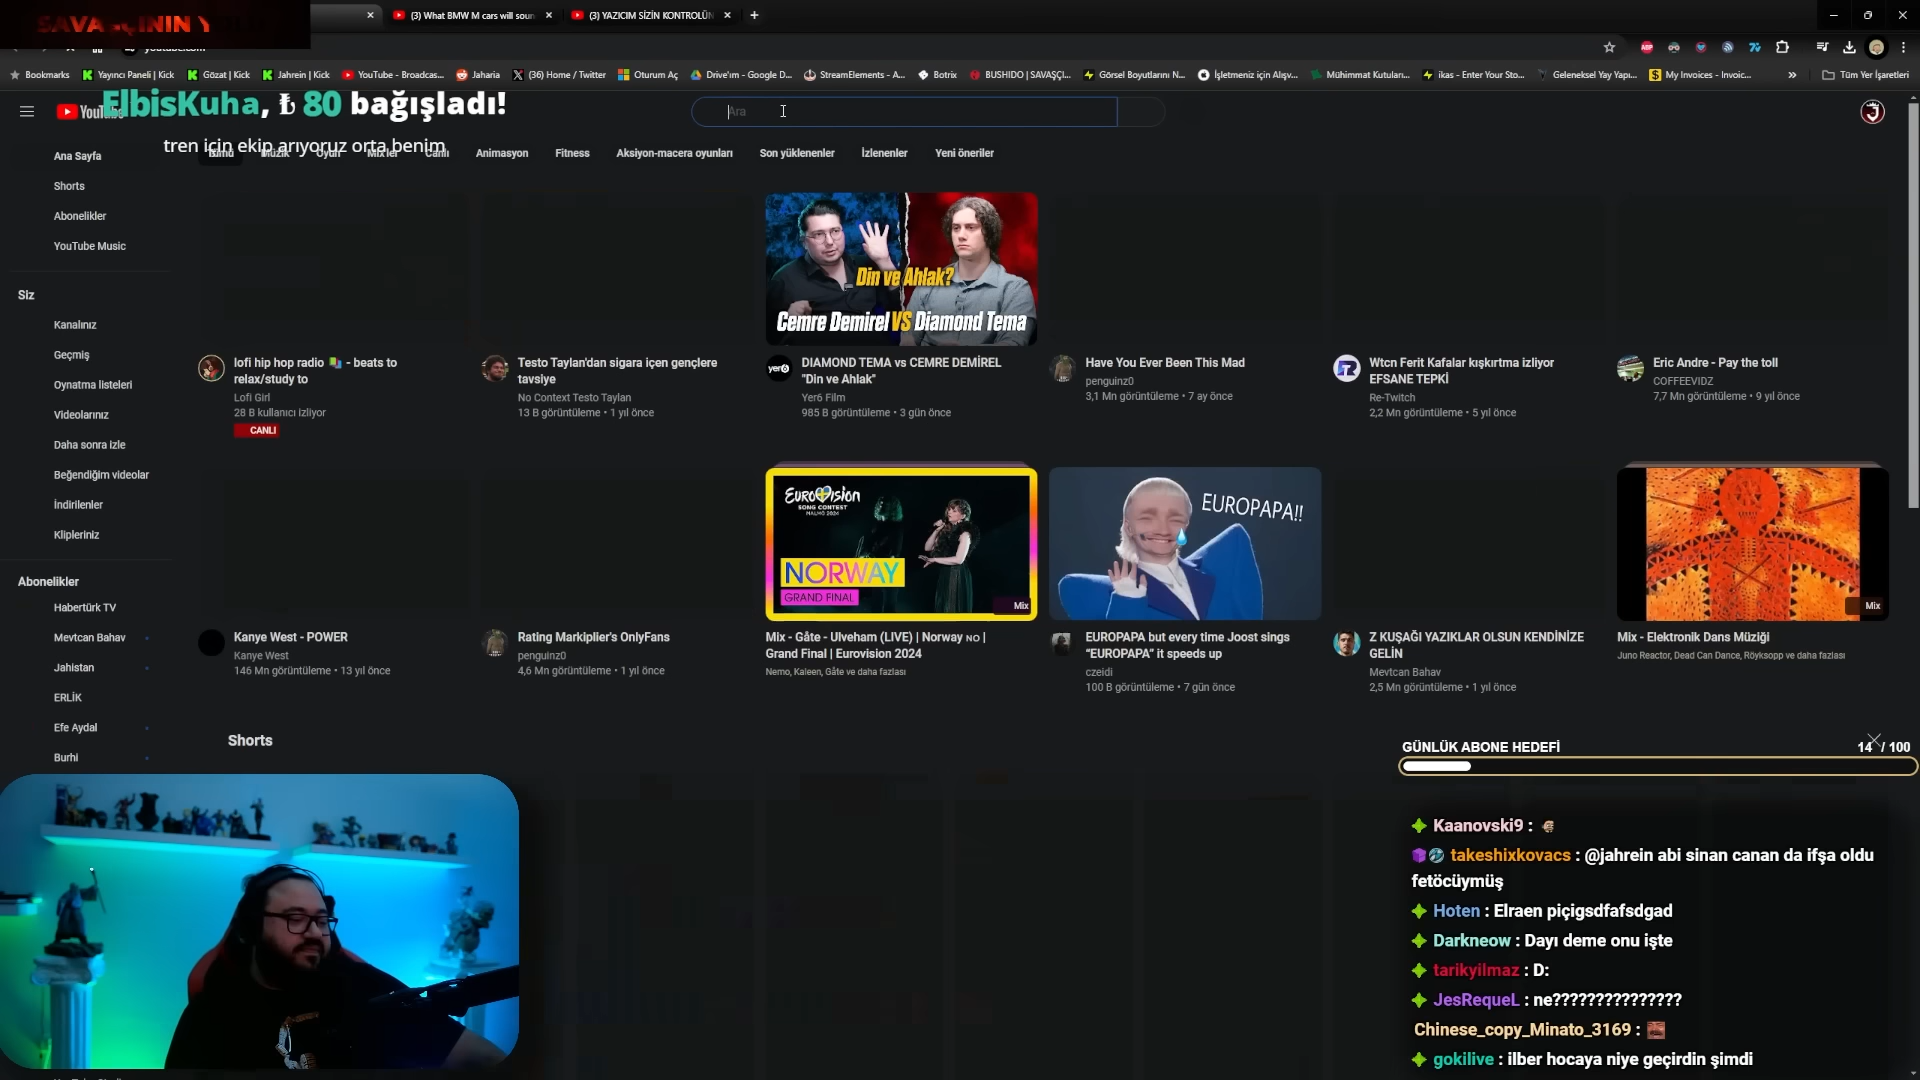 SAVAŞÇININ Y
(3) What BMW M cars will soun
(3) YAZICIM SİZİN KONTROLÜN
youtube.com
Bookmarks
Yayıncı Paneli | Kick
Gözat | Kick
Jahrein | Kick
YouTube - Broadcas...
Jaharia
(36) Home / Twitter
Oturum Aç
Drive'ım - Google D...
StreamElements - A...
Botrix
BUSHIDO | SAVAŞÇI...
Görsel Boyutlarını N...
İşletmeniz için Alışv...
Mühimmat Kutuları...
ikas - Enter Your Sto...
Geleneksel Yay Yapı...
My Invoices - Invoic...
Tüm Yer İşaretleri
ElbisKuha, ₺ 80 bağışladı!
tren için ekip arıyoruz orta benim
YouTube
Ara
Tümü
Müzik
Oyun
Mix'ler
Canlı
Animasyon
Fitness
Aksiyon-macera oyunları
Son yüklenenler
İzlenenler
Yeni öneriler
Ana Sayfa
Shorts
Abonelikler
YouTube Music
Siz
Kanalınız
Geçmiş
Oynatma listeleri
Videolarınız
Daha sonra izle
Beğendiğim videolar
İndirilenler
Klipleriniz
Abonelikler
Habertürk TV
Mevtcan Bahav
Jahistan
ERLİK
Efe Aydal
Burhi
Din ve Ahlak?
Cemre Demirel VS Diamond Tema
lofi hip hop radio 📚 - beats to
relax/study to
Lofi Girl
28 B kullanıcı izliyor
CANLI
Testo Taylan'dan sigara içen gençlere
tavsiye
No Context Testo Taylan
13 B görüntüleme • 1 yıl önce
yer6
DIAMOND TEMA vs CEMRE DEMİREL
"Din ve Ahlak"
Yer6 Film
985 B görüntüleme • 3 gün önce
Have You Ever Been This Mad
penguinz0
3,1 Mn görüntüleme • 7 ay önce
Wtcn Ferit Kafalar kışkırtma izliyor
EFSANE TEPKİ
Re-Twitch
2,2 Mn görüntüleme • 5 yıl önce
Eric Andre - Pay the toll
COFFEEVIDZ
7,7 Mn görüntüleme • 9 yıl önce
EUROVISION
SONG CONTEST
MALMÖ 2024
NORWAY
GRAND FINAL
Mix
EUROPAPA!!
Mix
Kanye West - POWER
Kanye West
146 Mn görüntüleme • 13 yıl önce
Rating Markiplier's OnlyFans
penguinz0
4,6 Mn görüntüleme • 1 yıl önce
Mix - Gåte - Ulveham (LIVE) | Norway NO |
Grand Final | Eurovision 2024
Nemo, Kaleen, Gåte ve daha fazlası
EUROPAPA but every time Joost sings
“EUROPAPA” it speeds up
czeidi
100 B görüntüleme • 7 gün önce
Z KUŞAĞI YAZIKLAR OLSUN KENDİNİZE
GELİN
Mevtcan Bahav
2,5 Mn görüntüleme • 1 yıl önce
Mix - Elektronik Dans Müziği
Juno Reactor, Dead Can Dance, Röyksopp ve daha fazlası
Shorts
GÜNLÜK ABONE HEDEFİ
14 / 100
Kaanovski9 :
takeshixkovacs : @jahrein abi sinan canan da ifşa oldu
fetöcüymüş
Hoten : Elraen piçigsdfafsdgad
Darkneow : Dayı deme onu işte
tarikyilmaz : D:
JesRequeL : ne???????????????
Chinese_copy_Minato_3169 :
gokilive : ilber hocaya niye geçirdin şimdi